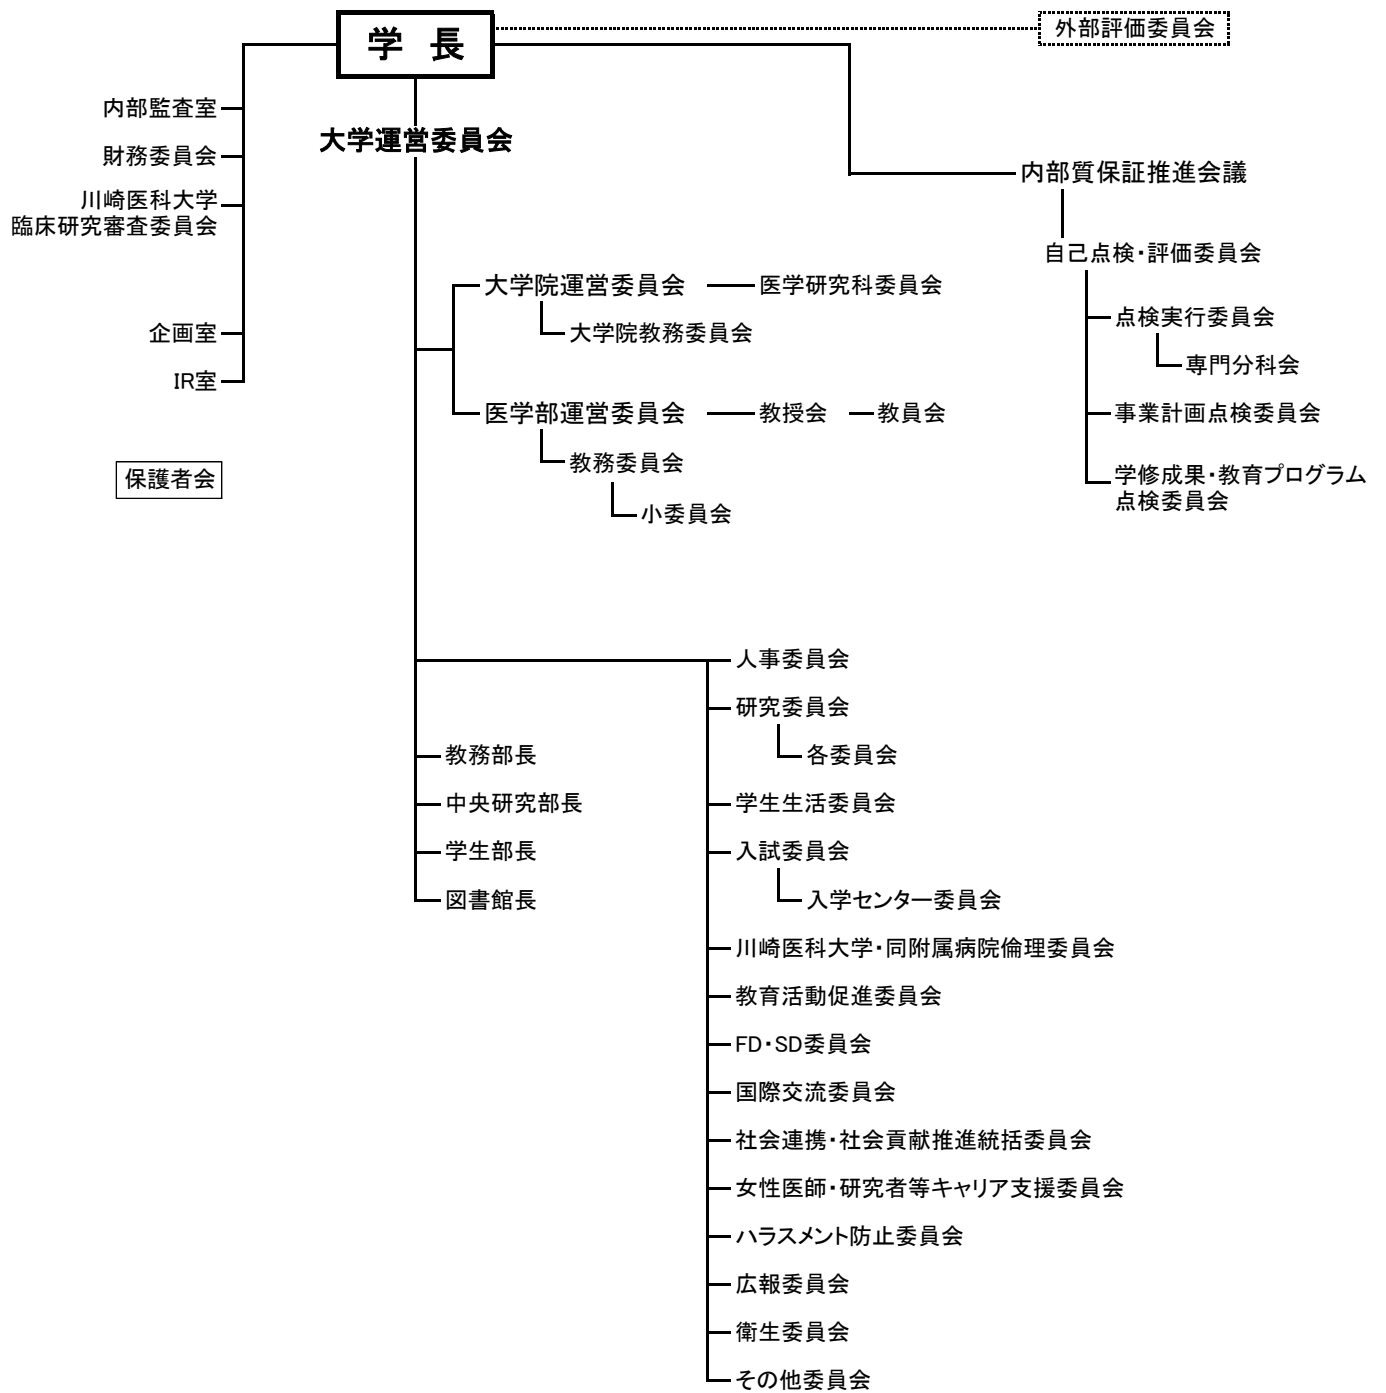 学 長
外部評価委員会
内部監査室
財務委員会
川崎医科大学
臨床研究審査委員会
企画室
IR室
保護者会
大学運営委員会
大学院運営委員会
医学研究科委員会
大学院教務委員会
医学部運営委員会
教授会
教員会
教務委員会
小委員会
内部質保証推進会議
自己点検・評価委員会
点検実行委員会
専門分科会
事業計画点検委員会
学修成果・教育プログラム
点検委員会
教務部長
中央研究部長
学生部長
図書館長
人事委員会
研究委員会
各委員会
学生生活委員会
入試委員会
入学センター委員会
川崎医科大学・同附属病院倫理委員会
教育活動促進委員会
FD・SD委員会
国際交流委員会
社会連携・社会貢献推進統括委員会
女性医師・研究者等キャリア支援委員会
ハラスメント防止委員会
広報委員会
衛生委員会
その他委員会